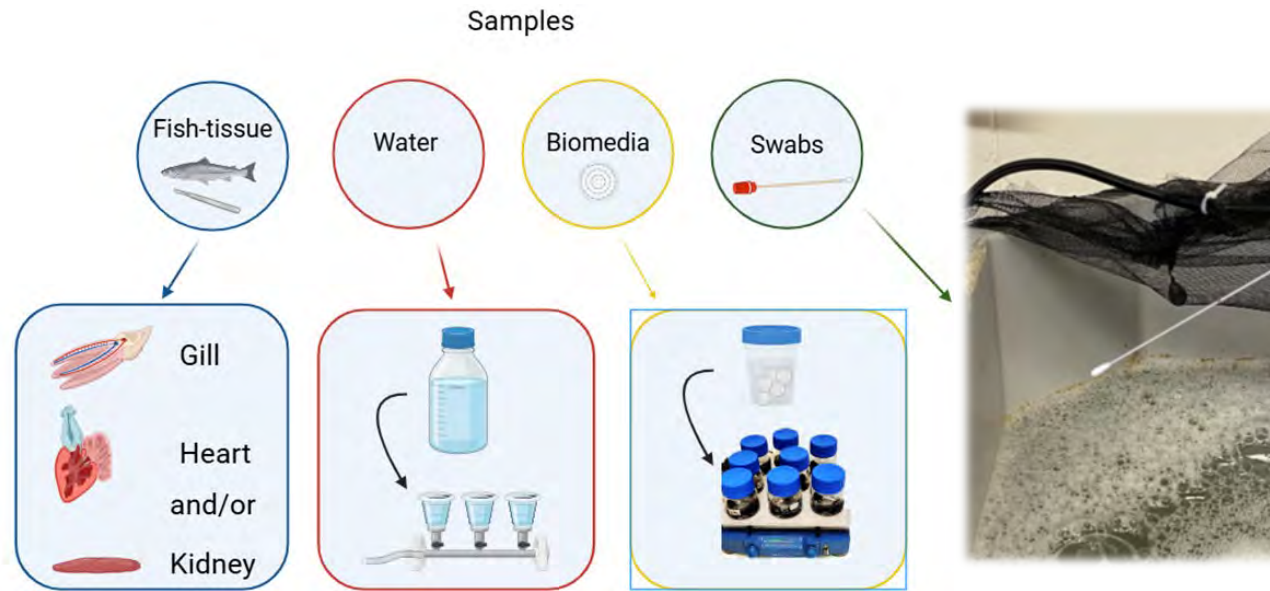 Samples
Fish-tissue
Water
Biomedia
Swabs
Gill
Heart
and/or
Kidney